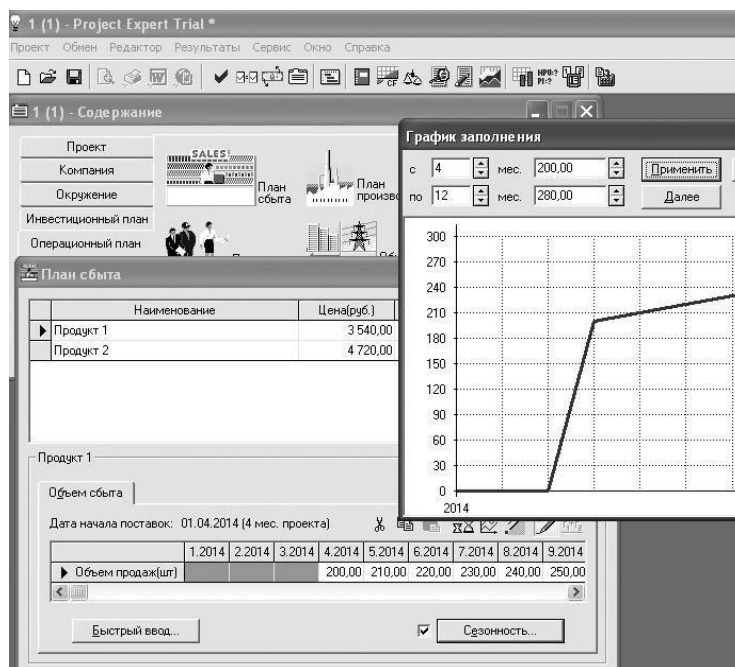 1 (1) - Project Expert Trial *
Проект Обмен Редактор Результаты Сервис Окно Справка
1 (1) - Содержание
Проект
Компания
Окружение
Инвестиционный план
Операционный план
SALES!
План сбыта
План произво
График заполнения
с 4 мес. 200,00 Применить
по 12 мес. 280,00 Далее
300
270
240
210
180
150
120
90
60
30
0
2014
План сбыта
Наименование Цена(руб.)
Продукт 1 3 540,00
Продукт 2 4 720,00
Продукт 1
Объем сбыта
Дата начала поставок: 01.04.2014 (4 мес. проекта)
1.2014 2.2014 3.2014 4.2014 5.2014 6.2014 7.2014 8.2014 9.2014
Объем продаж(шт) 200,00 210,00 220,00 230,00 240,00 250,00
Быстрый ввод... Сезонность...